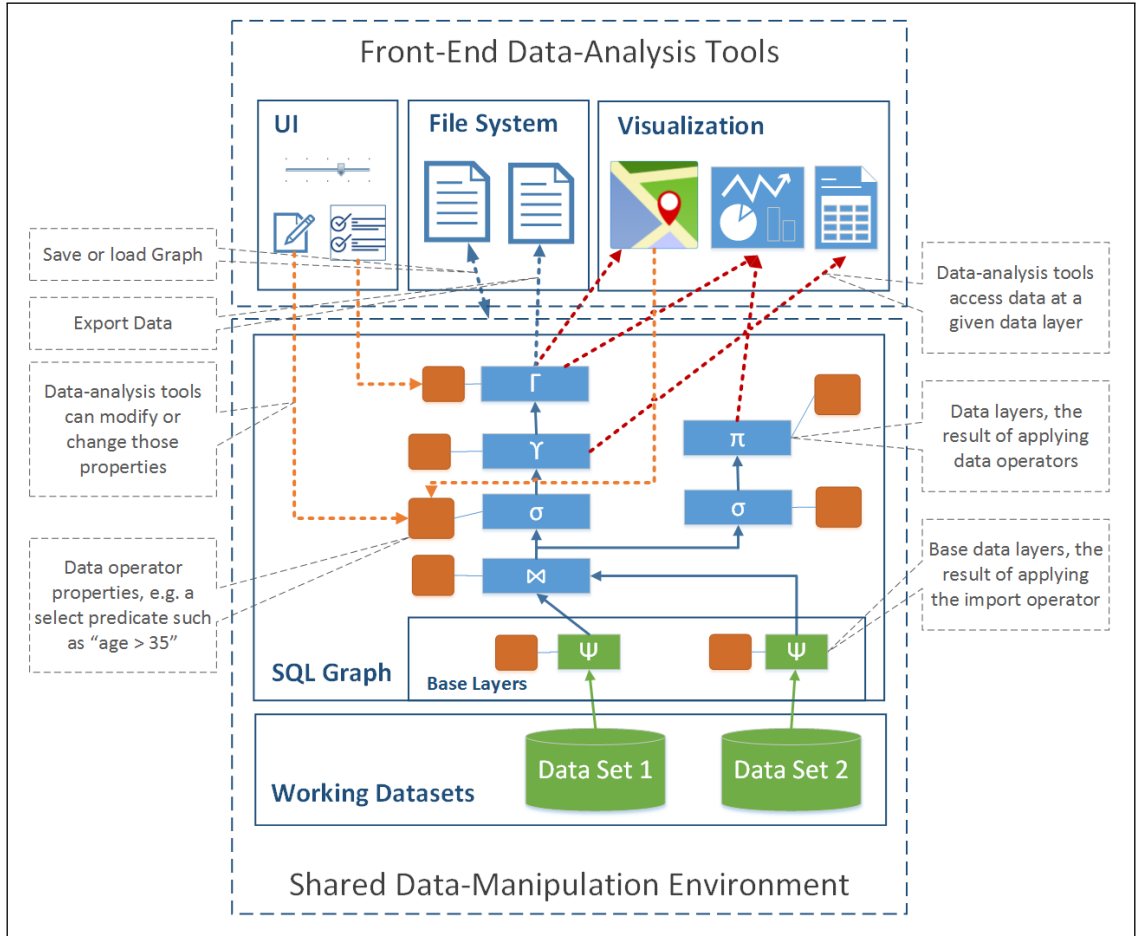 Front-End Data-Analysis Tools
UI
File System
Visualization
Save or load Graph
Export Data
Data-analysis tools
can modify or
change those
properties
Data operator
properties, e.g. a
select predicate such
as “age > 35”
Data-analysis tools
access data at a
given data layer
Data layers, the
result of applying
data operators
Base data layers, the
result of applying
the import operator
Γ
ϒ
π
σ
σ
⋈
Ψ
Ψ
SQL Graph
Base Layers
Data Set 1
Data Set 2
Working Datasets
Shared Data-Manipulation Environment